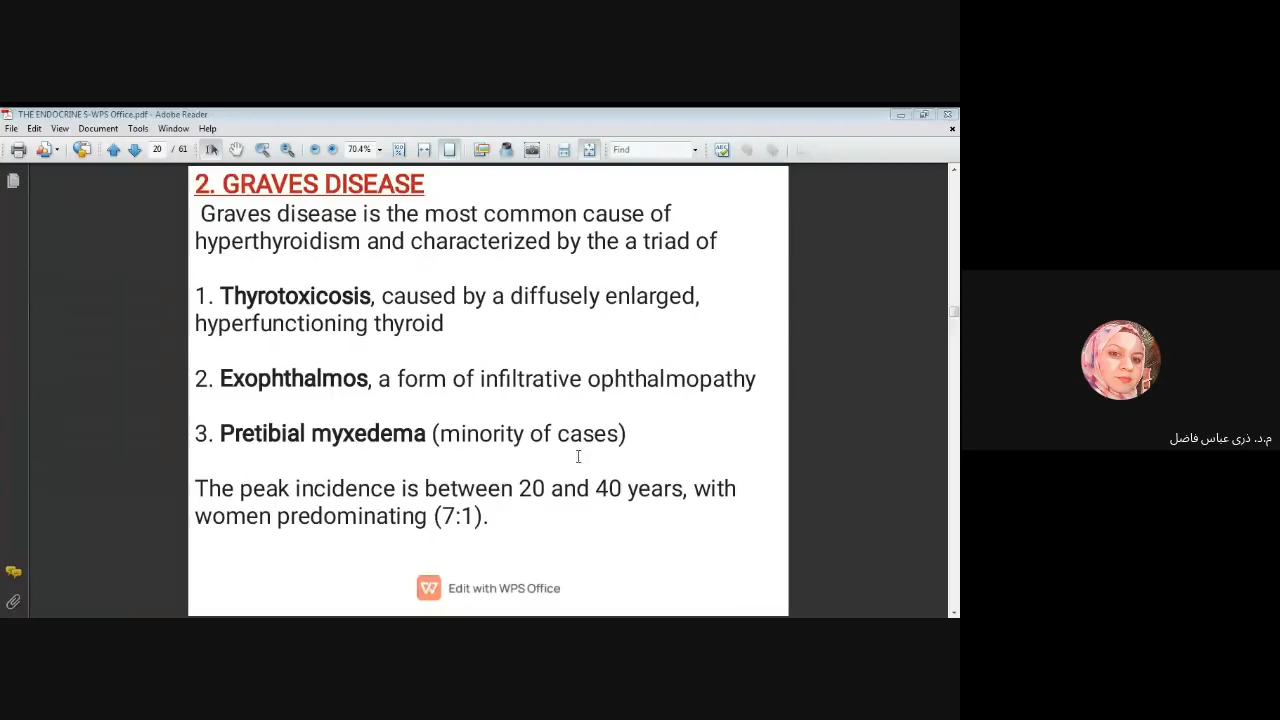 THE ENDOCRINE S-WPS Office.pdf - Adobe Reader
File Edit View Document Tools Window Help
20 / 61 70.4% Find
2. GRAVES DISEASE
Graves disease is the most common cause of
hyperthyroidism and characterized by the a triad of
1. Thyrotoxicosis, caused by a diffusely enlarged,
hyperfunctioning thyroid
2. Exophthalmos, a form of infiltrative ophthalmopathy
3. Pretibial myxedema (minority of cases)
The peak incidence is between 20 and 40 years, with
women predominating (7:1).
Edit with WPS Office
م.د. ذرى عباس فاضل